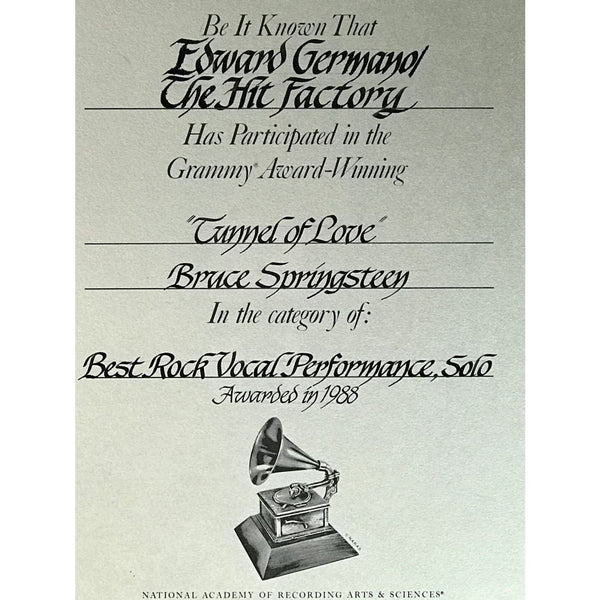 Be It Known That
Edward Germano/
The Hit Factory
Has Participated in the
Grammy® Award-Winning
"Tunnel of Love"
Bruce Springsteen
In the category of:
Best Rock Vocal Performance, Solo
Awarded in 1988
NATIONAL ACADEMY OF RECORDING ARTS & SCIENCES®